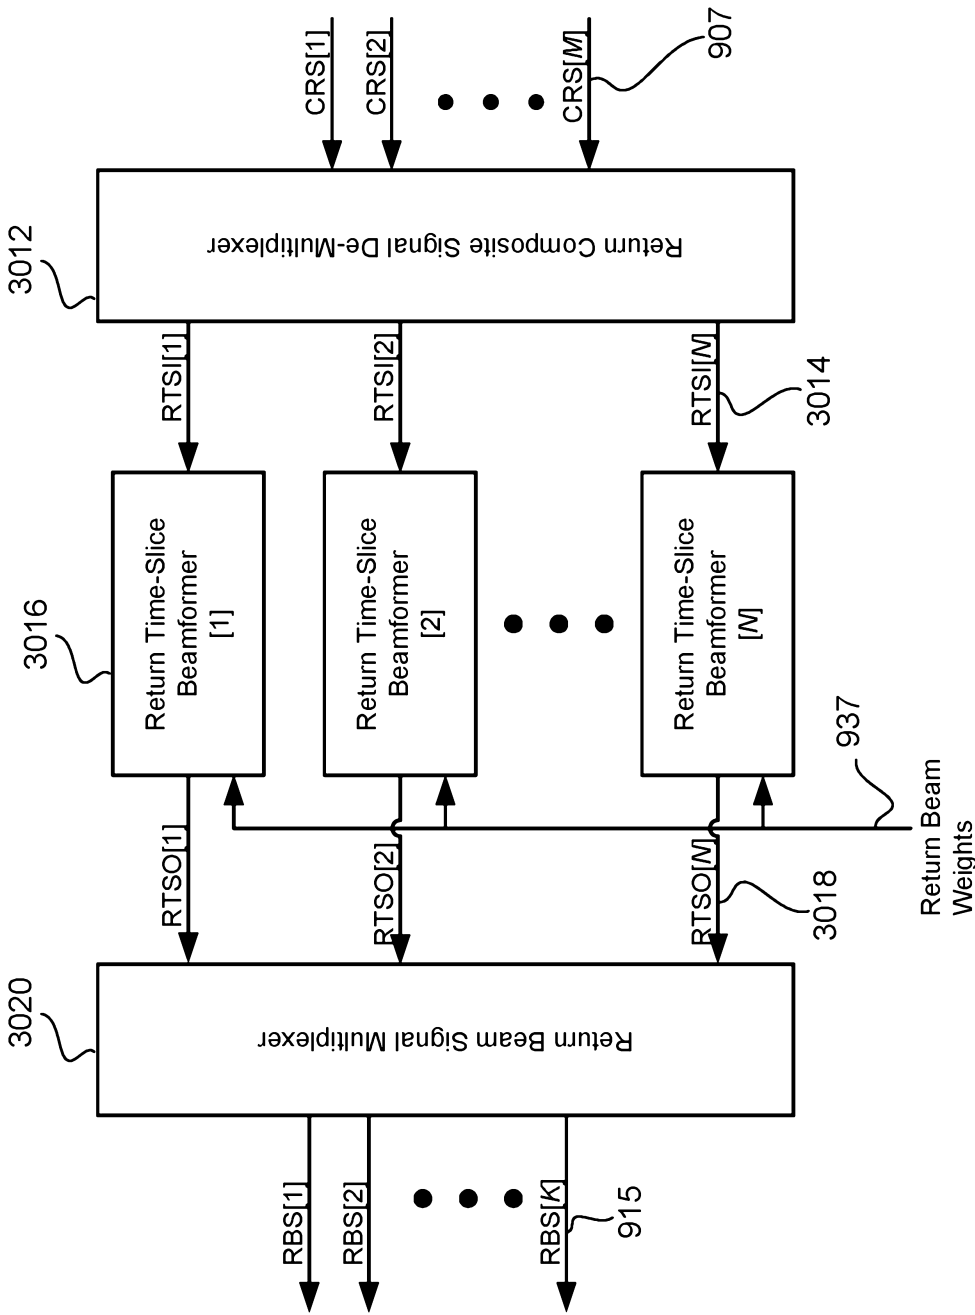 CRS[1]
CRS[2]
CRS[M]
907
3012
Return Composite Signal De-Multiplexer
RTSI[1]
RTSI[2]
RTSI[N]
3014
3016
Return Time-Slice
Beamformer
[1]
Return Time-Slice
Beamformer
[2]
Return Time-Slice
Beamformer
[N]
937
Return Beam
Weights
RTSO[1]
RTSO[2]
RTSO[N]
3018
3020
Return Beam Signal Multiplexer
RBS[1]
RBS[2]
RBS[K]
915